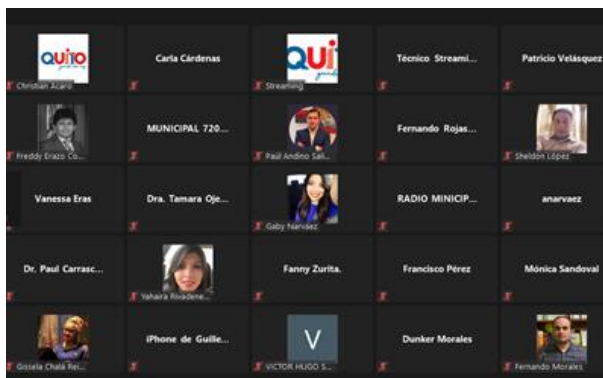 QUITO
Christian Acaro
Carla Cárdenas
QUI
grande
Streaming
Técnico Streami...
Patricio Velásquez
Freddy Erazo Co...
MUNICIPAL 720...
Paúl Andino Sañ...
Fernando Rojas...
Sheldon López
Vanessa Eras
Dra. Tamara Oje...
Gaby Narváez
RADIO MINICIP...
anarvaez
Dr. Paul Carrasc...
Yahaira Rivadene...
Fanny Zurita.
Francisco Pérez
Mónica Sandoval
Gissela Chalá Rei...
iPhone de Guille...
V
VICTOR HUGO S...
Dunker Morales
Fernando Morales